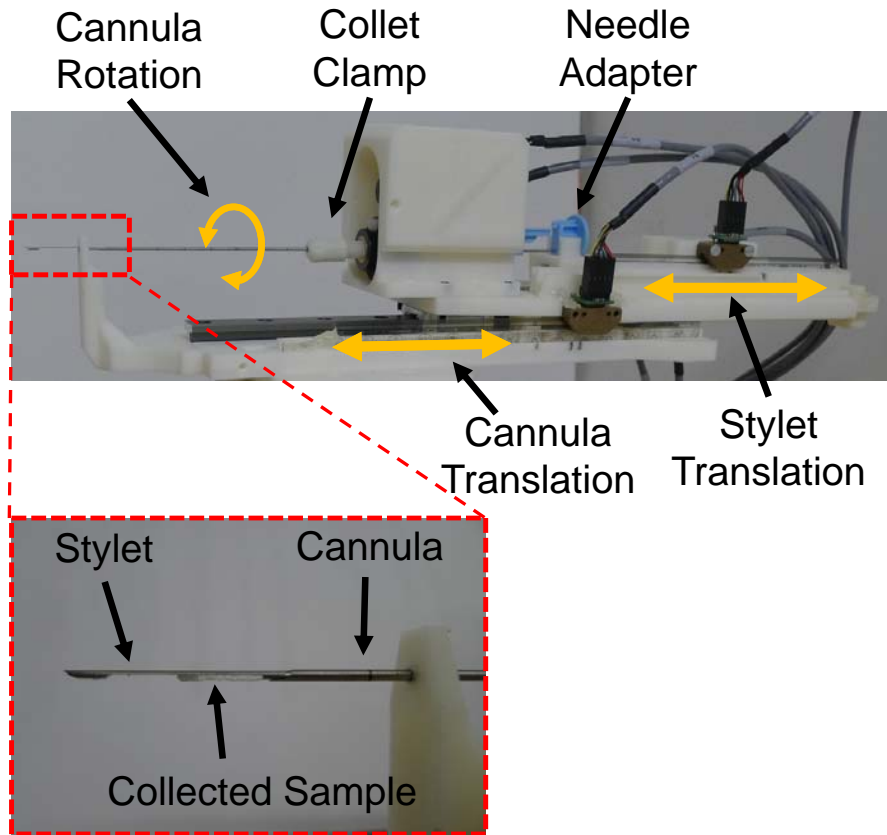 Cannula
Rotation
Collet
Clamp
Needle
Adapter
Cannula
Translation
Stylet
Translation
Stylet
Cannula
Collected Sample